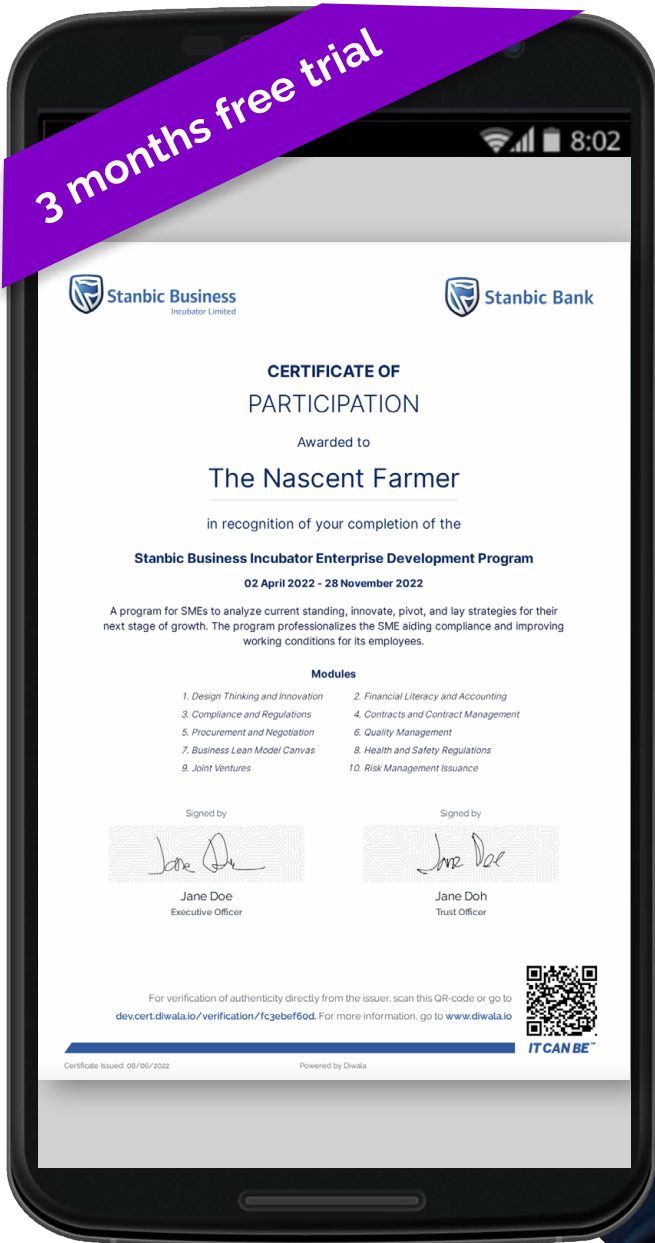 3 months free trial
8:02
Stanbic Business
Incubator Limited
Stanbic Bank
CERTIFICATE OF
PARTICIPATION
Awarded to
The Nascent Farmer
in recognition of your completion of the
Stanbic Business Incubator Enterprise Development Program
02 April 2022 - 28 November 2022
A program for SMEs to analyze current standing, innovate, pivot, and lay strategies for their
next stage of growth. The program professionalizes the SME aiding compliance and improving
working conditions for its employees.
Modules
1. Design Thinking and Innovation
2. Financial Literacy and Accounting
3. Compliance and Regulations
4. Contracts and Contract Management
5. Procurement and Negotiation
6. Quality Management
7. Business Lean Model Canvas
8. Health and Safety Regulations
9. Joint Ventures
10. Risk Management Issuance
Signed by
Signed by
Jane Doe
Jane Doe
Jane Doe
Jane Doh
Executive Officer
Trust Officer
For verification of authenticity directly from the issuer, scan this QR-code or go to
dev.cert.diwala.io/verification/fc3ebef60d. For more information, go to www.diwala.io
IT CAN BE™
Certificate Issued: 08/06/2022
Powered by Diwala